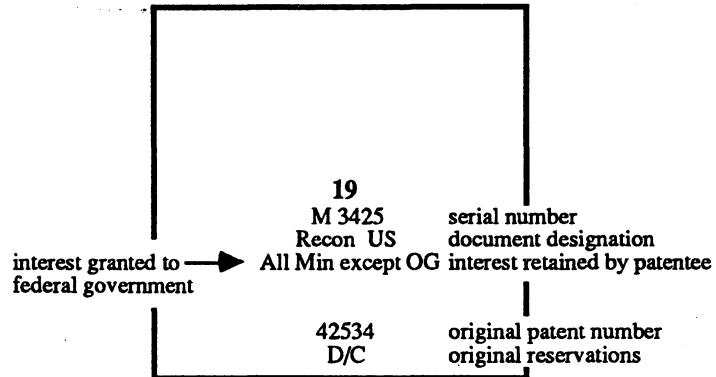 19
M 3425 serial number
Recon US document designation
interest granted to All Min except OG interest retained by patentee
federal government
42534 original patent number
D/C original reservations